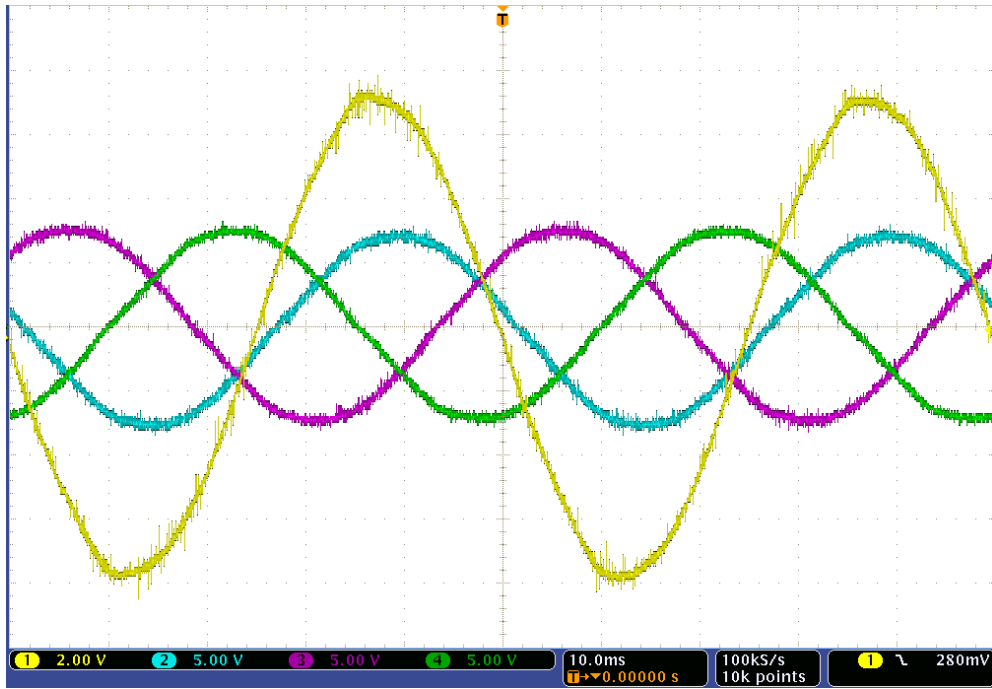 T
1 2.00 V 2 5.00 V 3 5.00 V 4 5.00 V
10.0ms
T→▼0.00000 s
100kS/s
10k points
1 ∖ 280mV